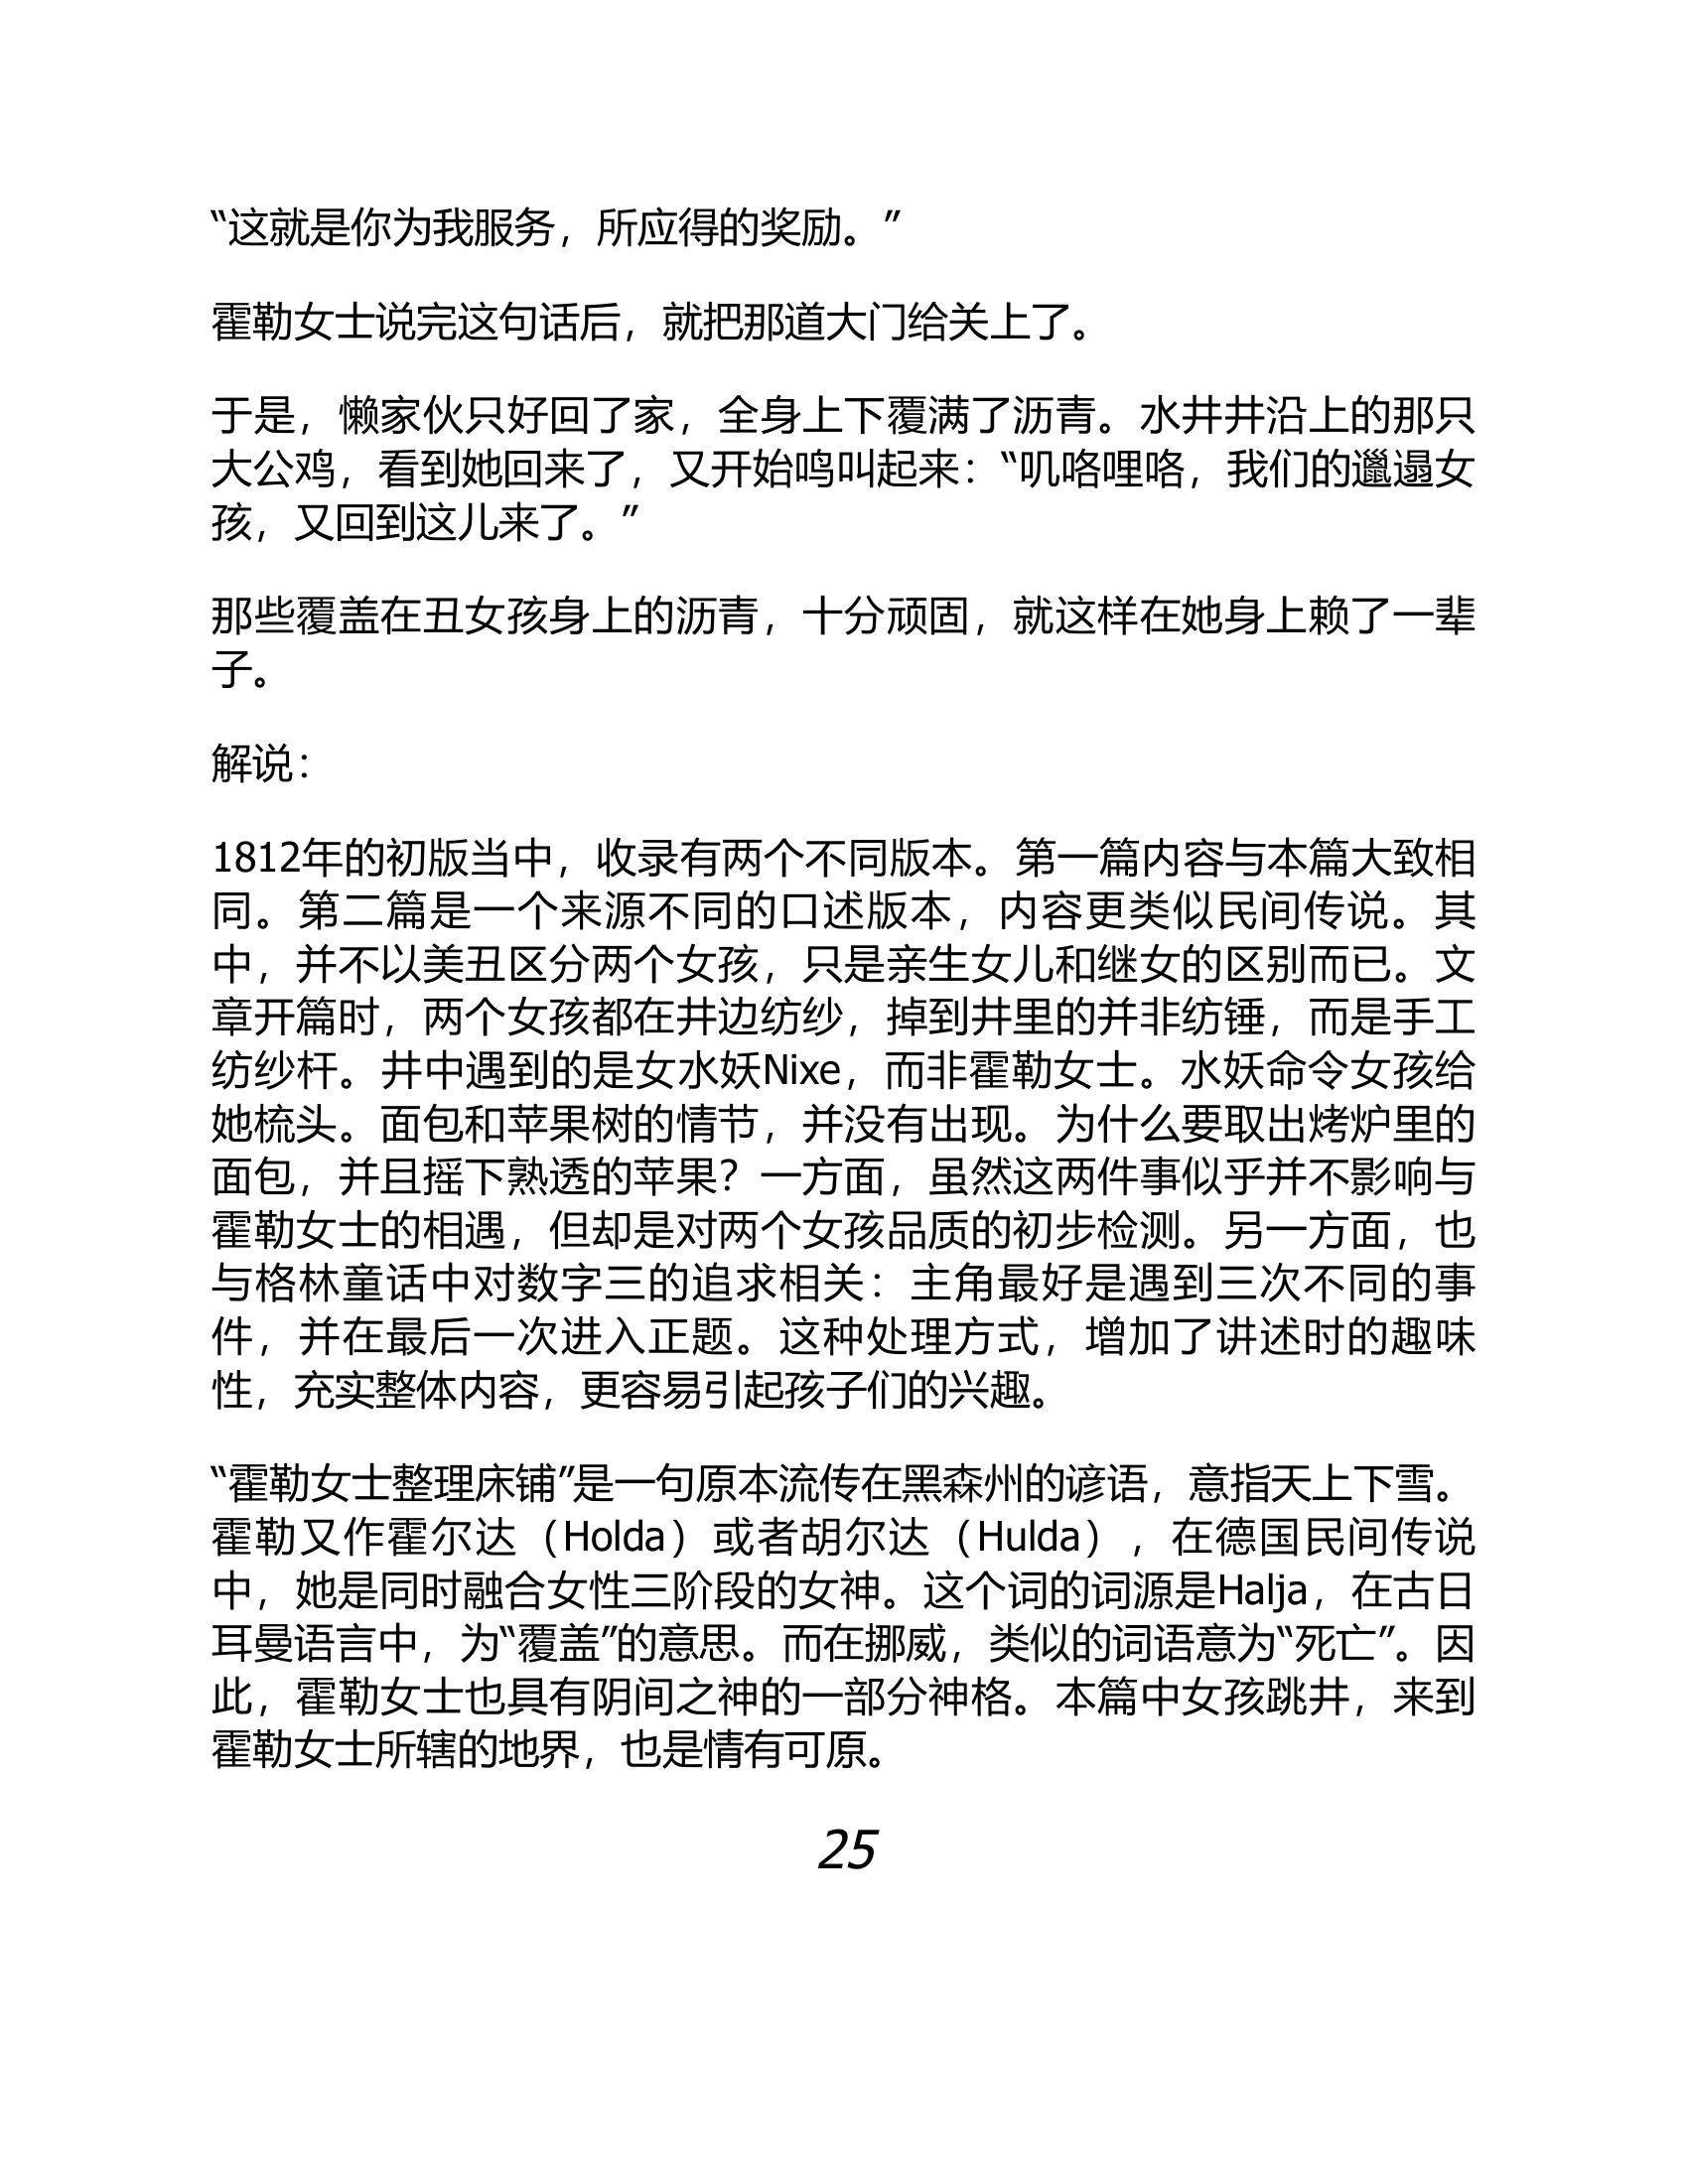 “这就是你为我服务，所应得的奖励。”
霍勒女士说完这句话后，就把那道大门给关上了。
于是，懒家伙只好回了家，全身上下覆满了沥青。水井井沿上的那只
大公鸡，看到她回来了，又开始鸣叫起来：“叽咯哩咯，我们的邋遢女
孩，又回到这儿来了。”
那些覆盖在丑女孩身上的沥青，十分顽固，就这样在她身上赖了一辈
子。
解说：
1812年的初版当中，收录有两个不同版本。第一篇内容与本篇大致相
同。第二篇是一个来源不同的口述版本，内容更类似民间传说。其
中，并不以美丑区分两个女孩，只是亲生女儿和继女的区别而已。文
章开篇时，两个女孩都在井边纺纱，掉到井里的并非纺锤，而是手工
纺纱杆。井中遇到的是女水妖Nixe，而非霍勒女士。水妖命令女孩给
她梳头。面包和苹果树的情节，并没有出现。为什么要取出烤炉里的
面包，并且摇下熟透的苹果？一方面，虽然这两件事似乎并不影响与
霍勒女士的相遇，但却是对两个女孩品质的初步检测。另一方面，也
与格林童话中对数字三的追求相关：主角最好是遇到三次不同的事
件，并在最后一次进入正题。这种处理方式，增加了讲述时的趣味
性，充实整体内容，更容易引起孩子们的兴趣。
“霍勒女士整理床铺”是一句原本流传在黑森州的谚语，意指天上下雪。
霍勒又作霍尔达（Holda）或者胡尔达（Hulda），在德国民间传说
中，她是同时融合女性三阶段的女神。这个词的词源是Halja，在古日
耳曼语言中，为“覆盖”的意思。而在挪威，类似的词语意为“死亡”。因
此，霍勒女士也具有阴间之神的一部分神格。本篇中女孩跳井，来到
霍勒女士所辖的地界，也是情有可原。
25